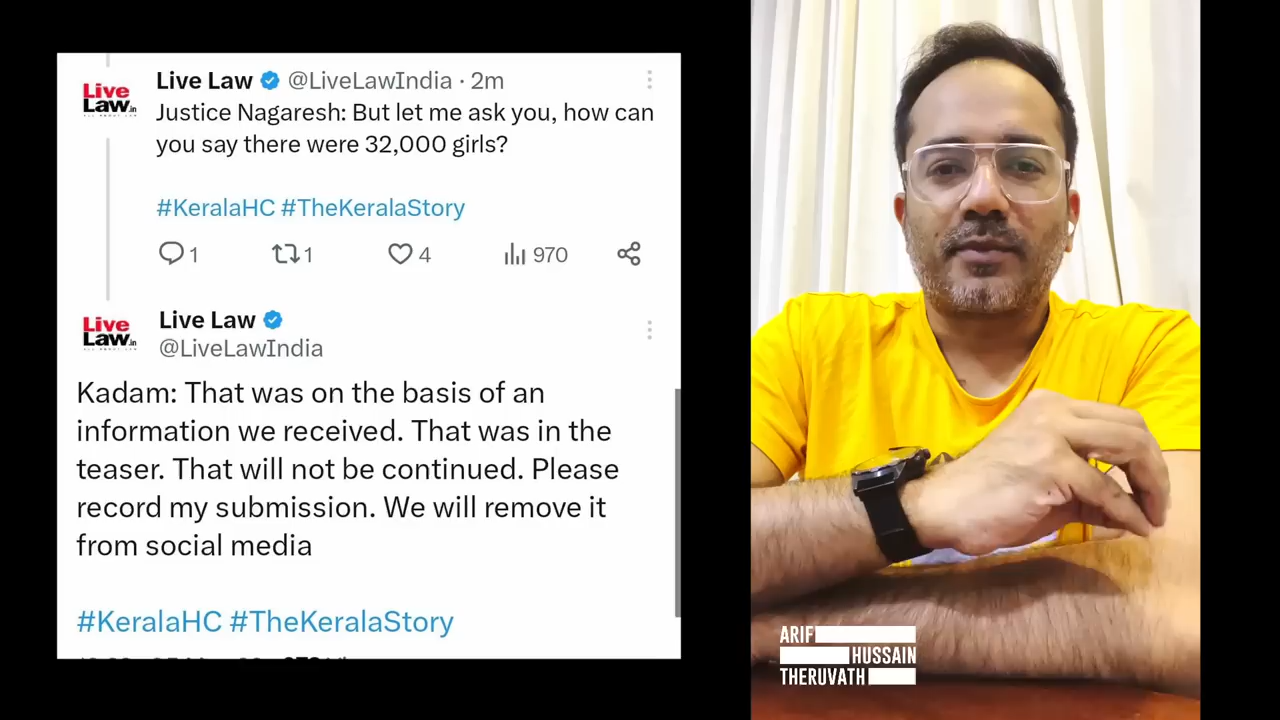 Live Law @LiveLawIndia · 2m
Live
Law.in
Justice Nagaresh: But let me ask you, how can
you say there were 32,000 girls?
#KeralaHC #TheKeralaStory
1 1 4 970
Live Law
Live
Law.in
@LiveLawIndia
Kadam: That was on the basis of an
information we received. That was in the
teaser. That will not be continued. Please
record my submission. We will remove it
from social media
#KeralaHC #TheKeralaStory
ARIF
HUSSAIN
THERUVATH